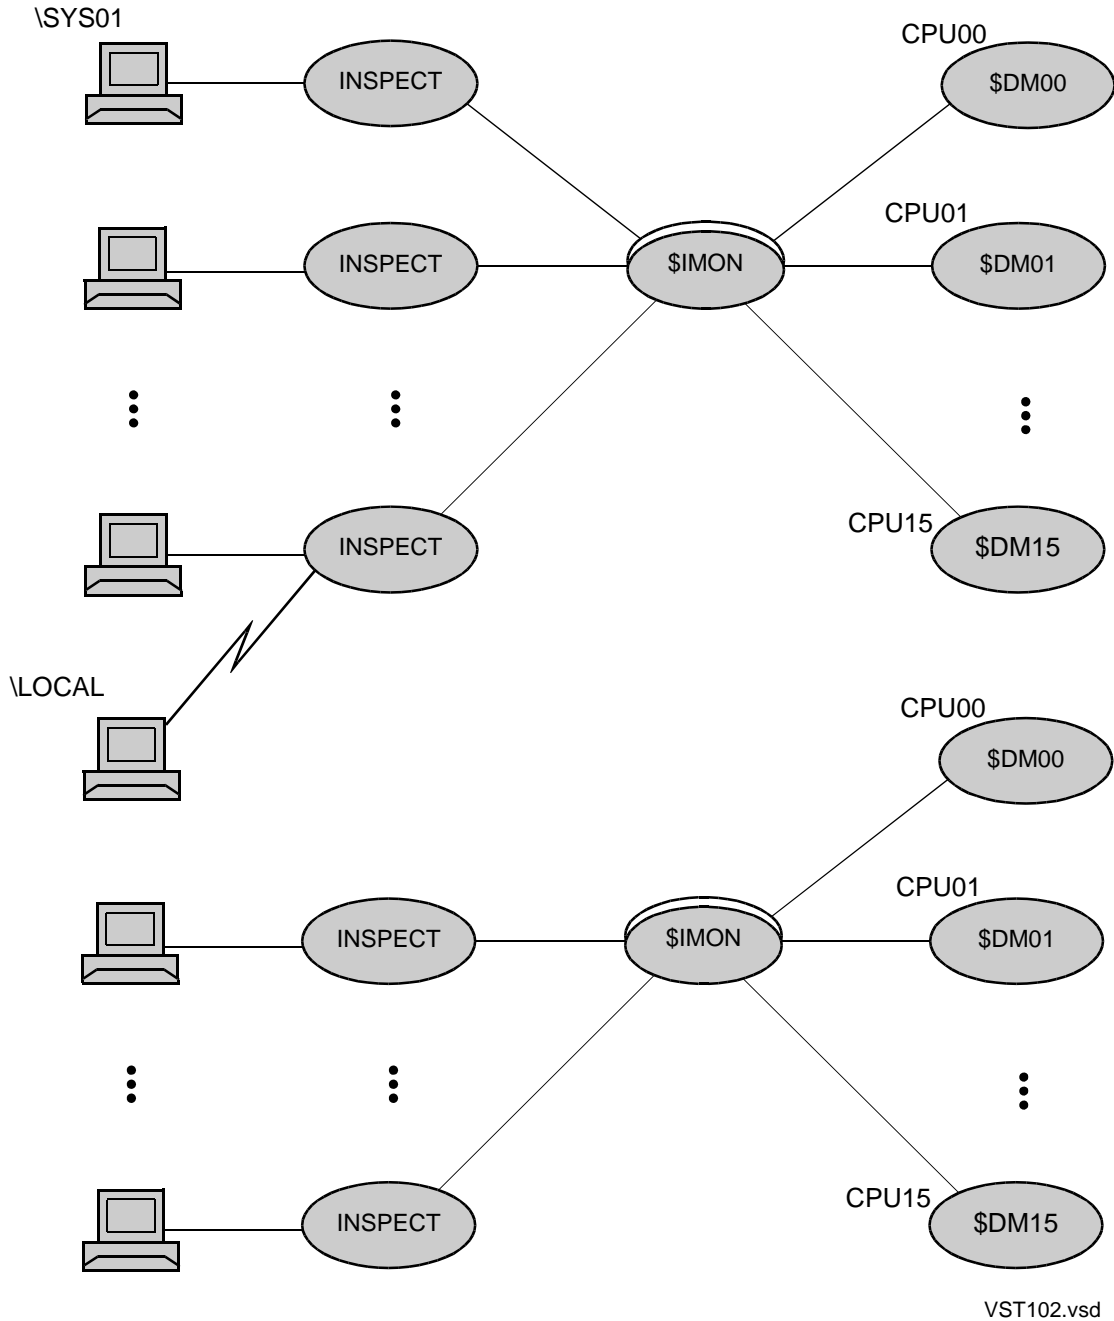 \SYS01
CPU00
INSPECT
$DM00
CPU01
INSPECT
$IMON
$DM01
CPU15
INSPECT
$DM15
\LOCAL
CPU00
$DM00
CPU01
INSPECT
$IMON
$DM01
CPU15
INSPECT
$DM15
VST102.vsd